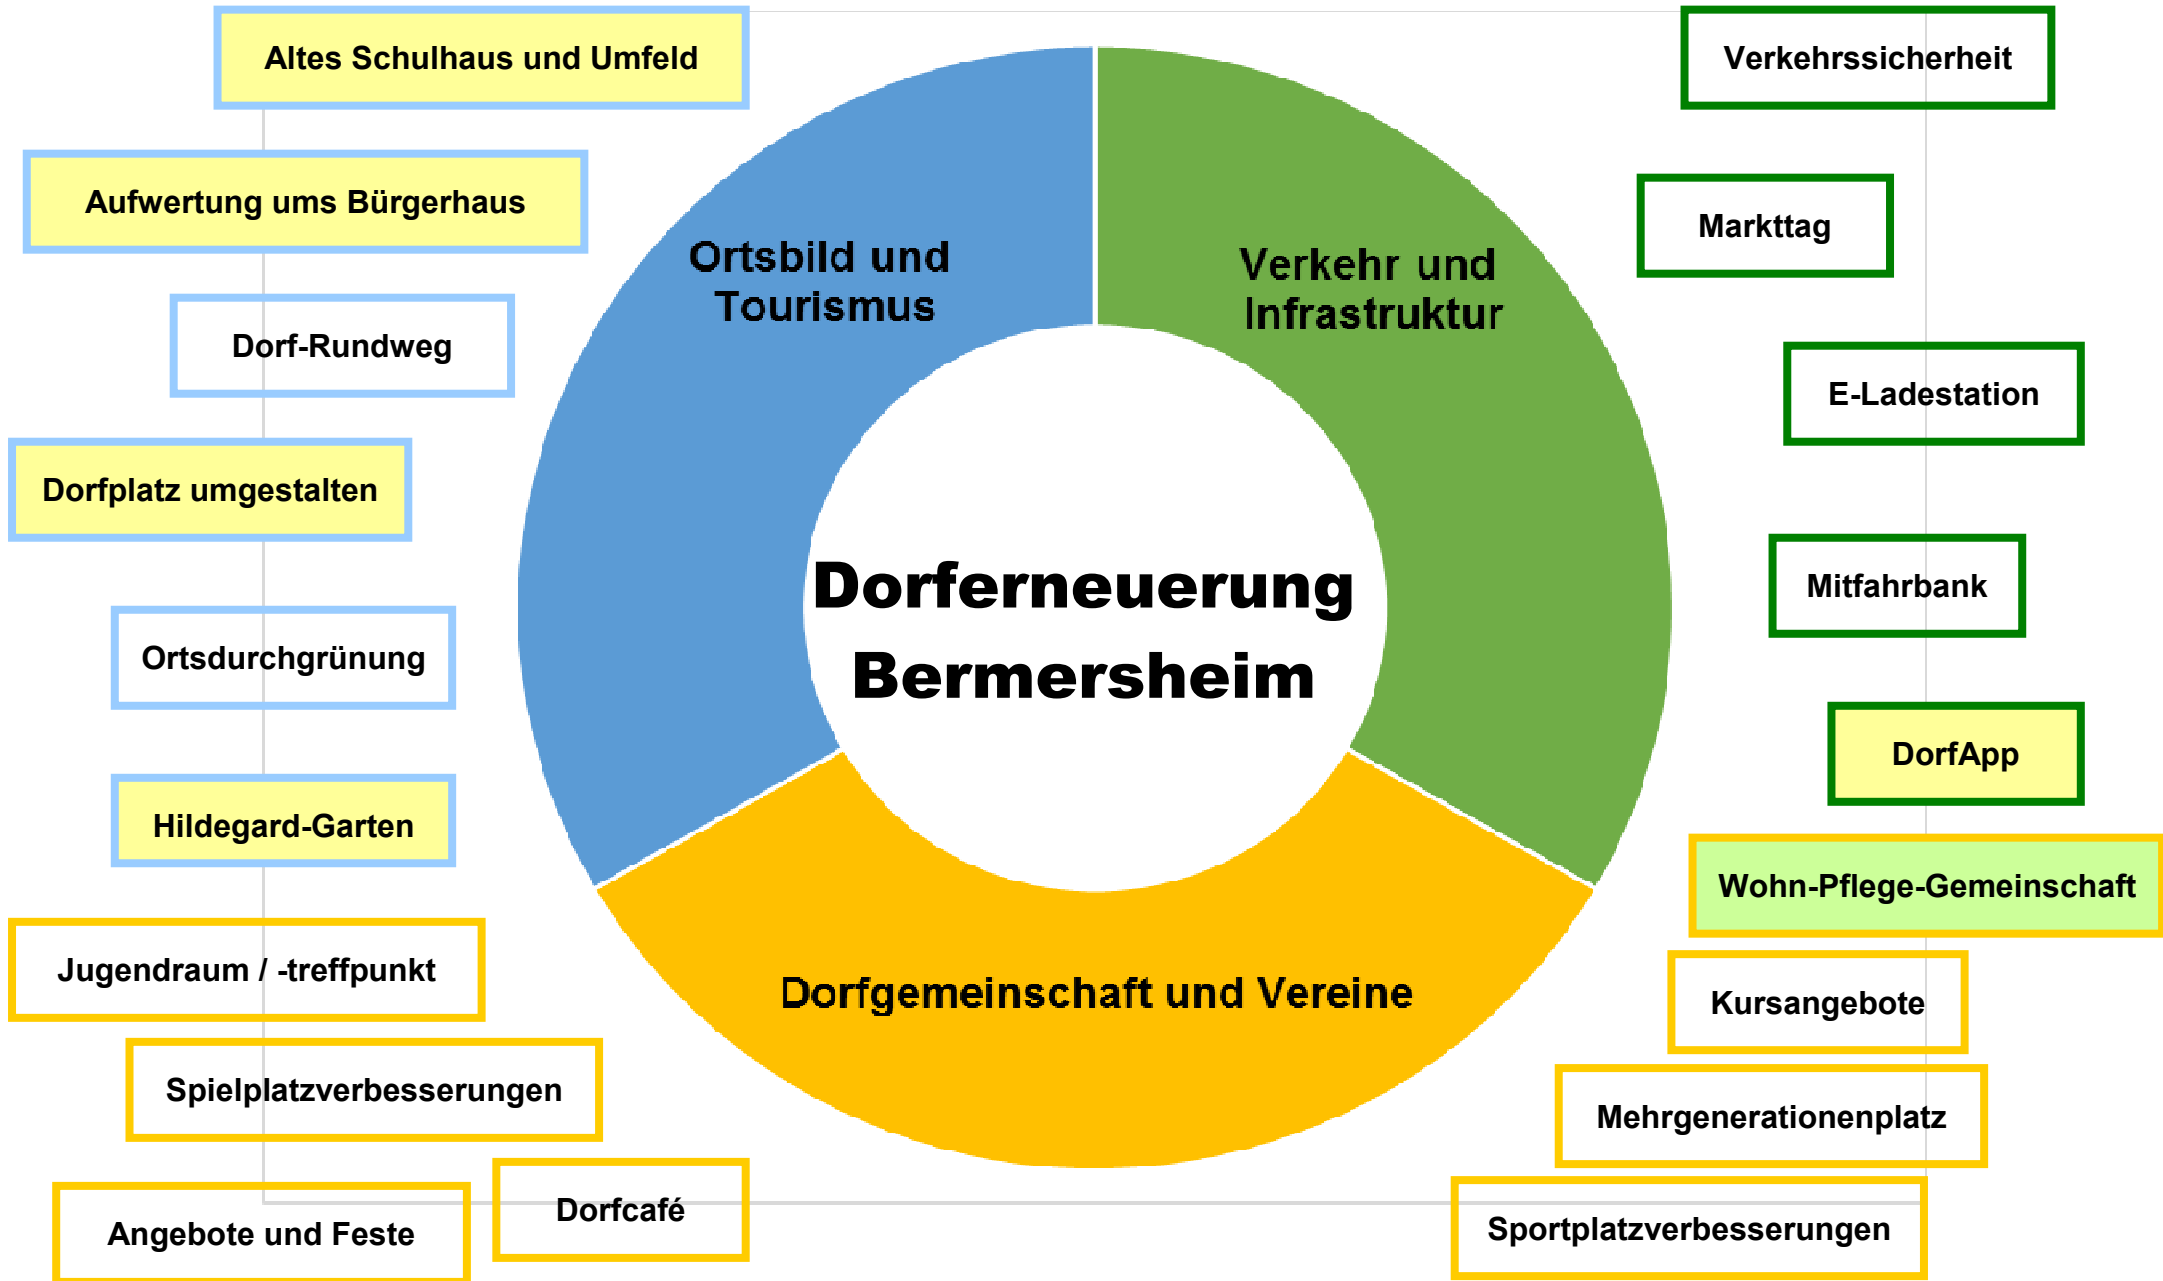 Altes Schulhaus und Umfeld
Verkehrssicherheit
Aufwertung ums Bürgerhaus
Markttag
Ortsbild und
Tourismus
Verkehr und
Infrastruktur
Dorf-Rundweg
E-Ladestation
Dorfplatz umgestalten
Dorferneuerung
Bermersheim
Mitfahrbank
Ortsdurchgrünung
DorfApp
Hildegard-Garten
Wohn-Pflege-Gemeinschaft
Jugendraum / -treffpunkt
Dorfgemeinschaft und Vereine
Kursangebote
Spielplatzverbesserungen
Mehrgenerationenplatz
Dorfcafé
Angebote und Feste
Sportplatzverbesserungen